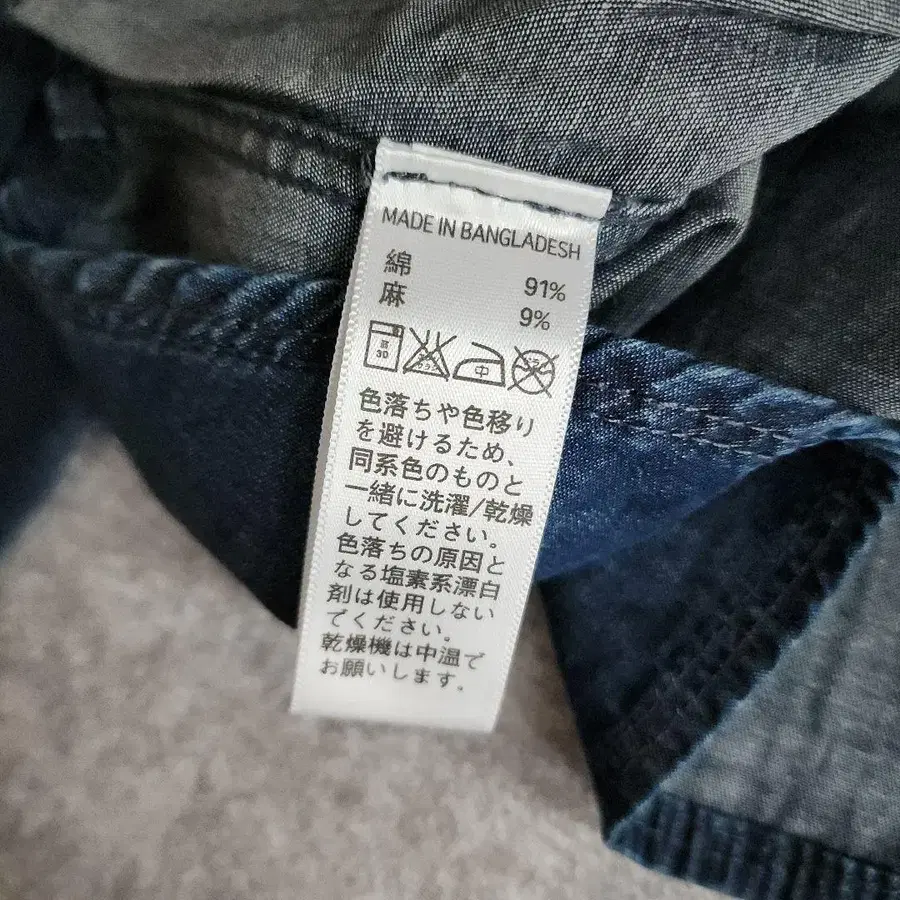 MADE IN BANGLADESH
綿 91%
麻 9%
30
中
色落ちや色移り
を避けるため、
同系色のものと
一緒に洗濯/乾燥
してください。
色落ちの原因と
なる塩素系漂白
剤は使用しない
でください。
乾燥機は中温で
お願いします。